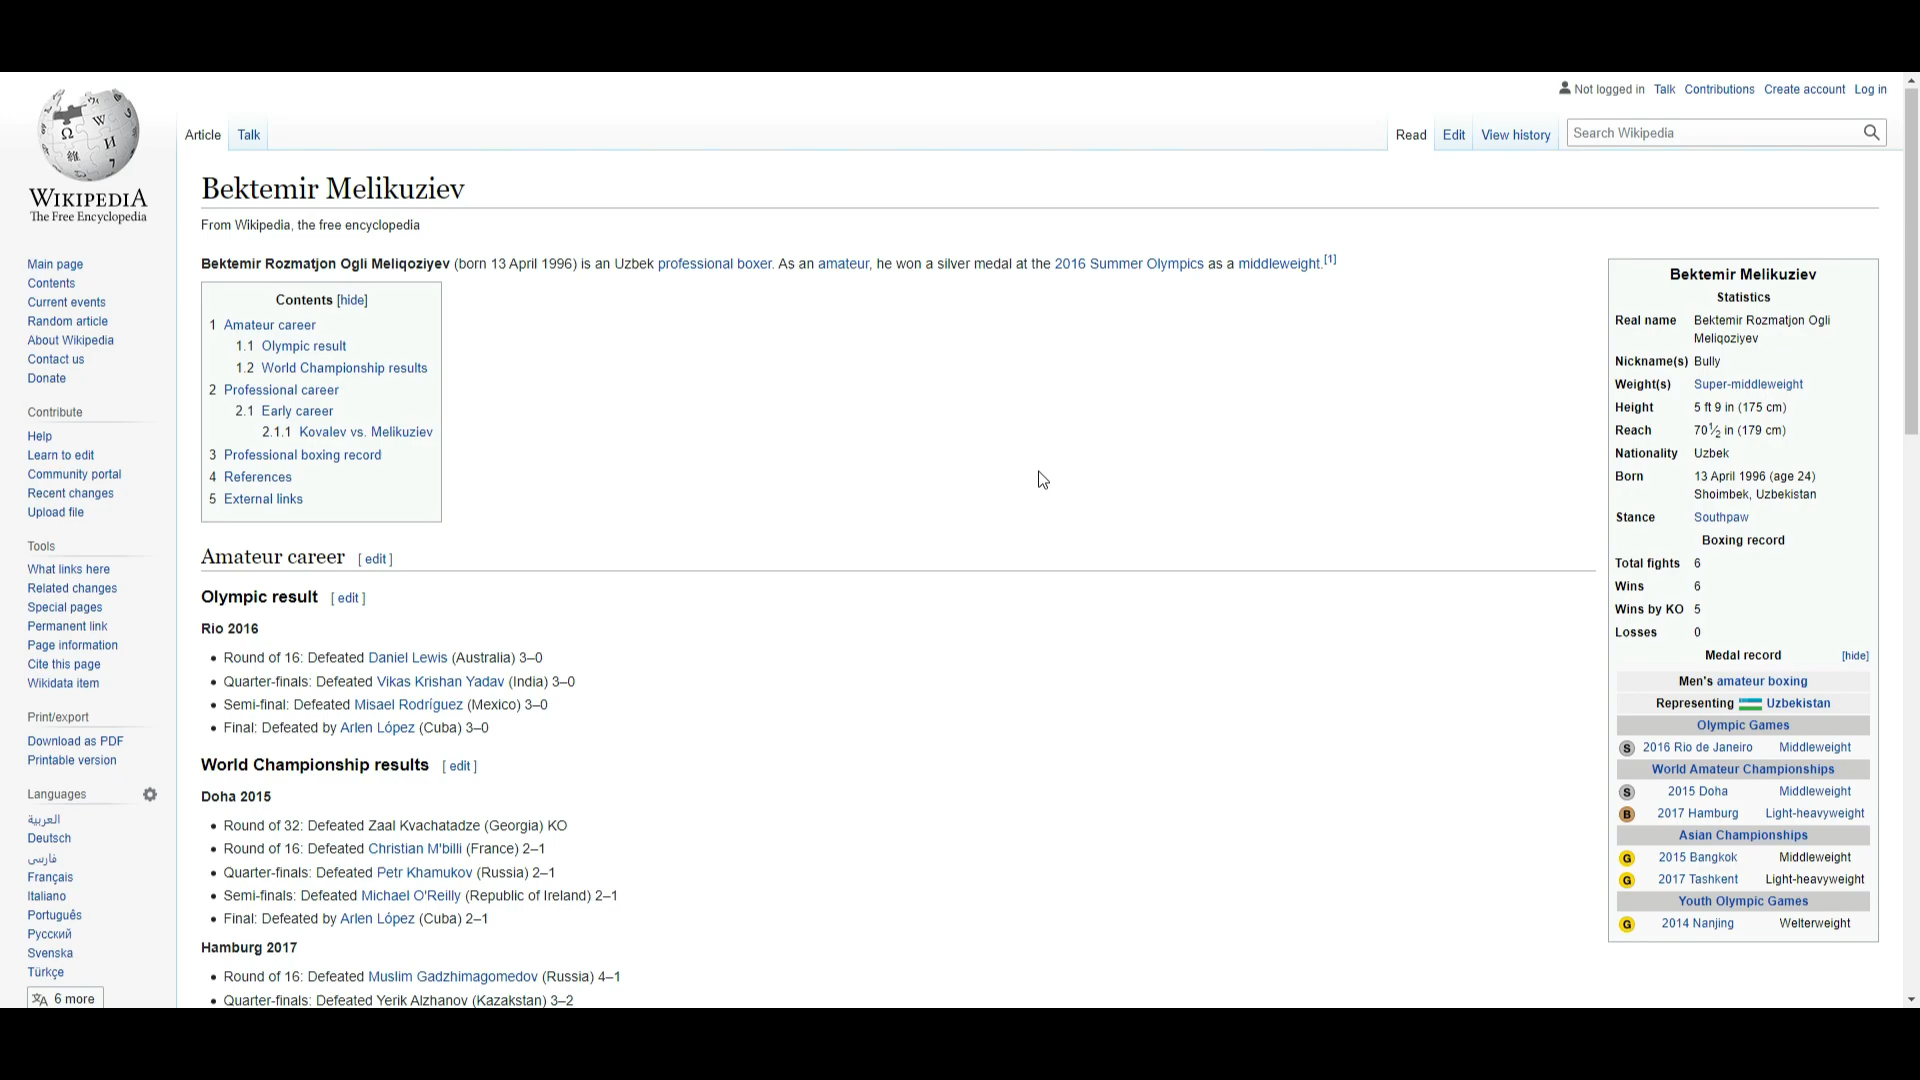 Not logged in Talk Contributions Create account Log in
Article Talk Read Edit View history Search Wikipedia
WIKIPEDIA
The Free Encyclopedia
Main page
Contents
Current events
Random article
About Wikipedia
Contact us
Donate
Contribute
Help
Learn to edit
Community portal
Recent changes
Upload file
Tools
What links here
Related changes
Special pages
Permanent link
Page information
Cite this page
Wikidata item
Print/export
Download as PDF
Printable version
Languages
العربية
Deutsch
فارسی
Français
Italiano
Português
Русский
Svenska
Türkçe
6 more
Bektemir Melikuziev
From Wikipedia, the free encyclopedia
Bektemir Rozmatjon Ogli Meliqoziyev (born 13 April 1996) is an Uzbek professional boxer. As an amateur, he won a silver medal at the 2016 Summer Olympics as a middleweight.[1]
Contents [hide]
1 Amateur career
1.1 Olympic result
1.2 World Championship results
2 Professional career
2.1 Early career
2.1.1 Kovalev vs. Melikuziev
3 Professional boxing record
4 References
5 External links
Amateur career [ edit ]
Olympic result [ edit ]
Rio 2016
• Round of 16: Defeated Daniel Lewis (Australia) 3–0
• Quarter-finals: Defeated Vikas Krishan Yadav (India) 3–0
• Semi-final: Defeated Misael Rodríguez (Mexico) 3–0
• Final: Defeated by Arlen López (Cuba) 3–0
World Championship results [ edit ]
Doha 2015
• Round of 32: Defeated Zaal Kvachatadze (Georgia) KO
• Round of 16: Defeated Christian M'billi (France) 2–1
• Quarter-finals: Defeated Petr Khamukov (Russia) 2–1
• Semi-finals: Defeated Michael O'Reilly (Republic of Ireland) 2–1
• Final: Defeated by Arlen López (Cuba) 2–1
Hamburg 2017
• Round of 16: Defeated Muslim Gadzhimagomedov (Russia) 4–1
• Quarter-finals: Defeated Yerik Alzhanov (Kazakstan) 3–2
Bektemir Melikuziev
Statistics
Real name Bektemir Rozmatjon Ogli
Meliqoziyev
Nickname(s) Bully
Weight(s) Super-middleweight
Height 5 ft 9 in (175 cm)
Reach 70½ in (179 cm)
Nationality Uzbek
Born 13 April 1996 (age 24)
Shoimbek, Uzbekistan
Stance Southpaw
Boxing record
Total fights 6
Wins 6
Wins by KO 5
Losses 0
Medal record [hide]
Men's amateur boxing
Representing Uzbekistan
Olympic Games
S 2016 Rio de Janeiro Middleweight
World Amateur Championships
S 2015 Doha Middleweight
B 2017 Hamburg Light-heavyweight
Asian Championships
G 2015 Bangkok Middleweight
G 2017 Tashkent Light-heavyweight
Youth Olympic Games
G 2014 Nanjing Welterweight